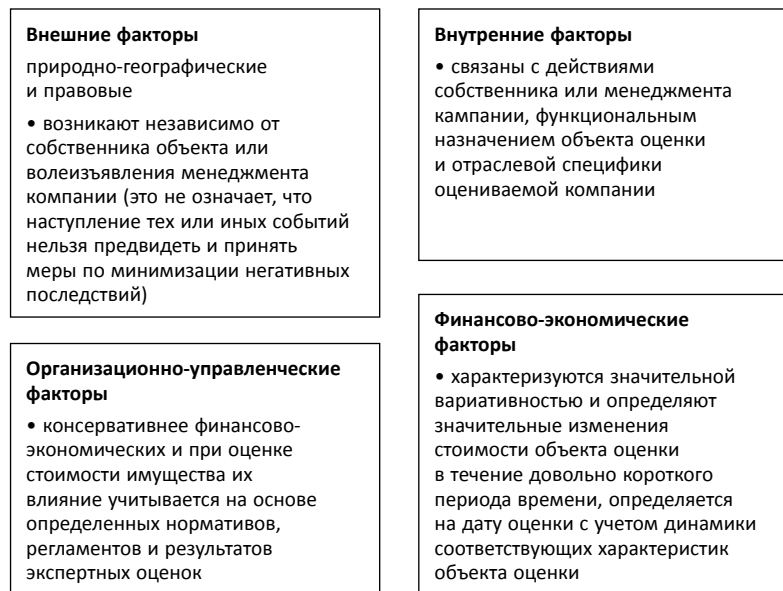 Внешние факторы
природно-географические
и правовые
• возникают независимо от
собственника объекта или
волеизъявления менеджмента
компании (это не означает, что
наступление тех или иных событий
нельзя предвидеть и принять
меры по минимизации негативных
последствий)
Внутренние факторы
• связаны с действиями
собственника или менеджмента
кампании, функциональным
назначением объекта оценки
и отраслевой специфики
оцениваемой компании
Организационно-управленческие
факторы
• консервативнее финансово-
экономических и при оценке
стоимости имущества их
влияние учитывается на основе
определенных нормативов,
регламентов и результатов
экспертных оценок
Финансово-экономические
факторы
• характеризуются значительной
вариативностью и определяют
значительные изменения
стоимости объекта оценки
в течение довольно короткого
периода времени, определяется
на дату оценки с учетом динамики
соответствующих характеристик
объекта оценки